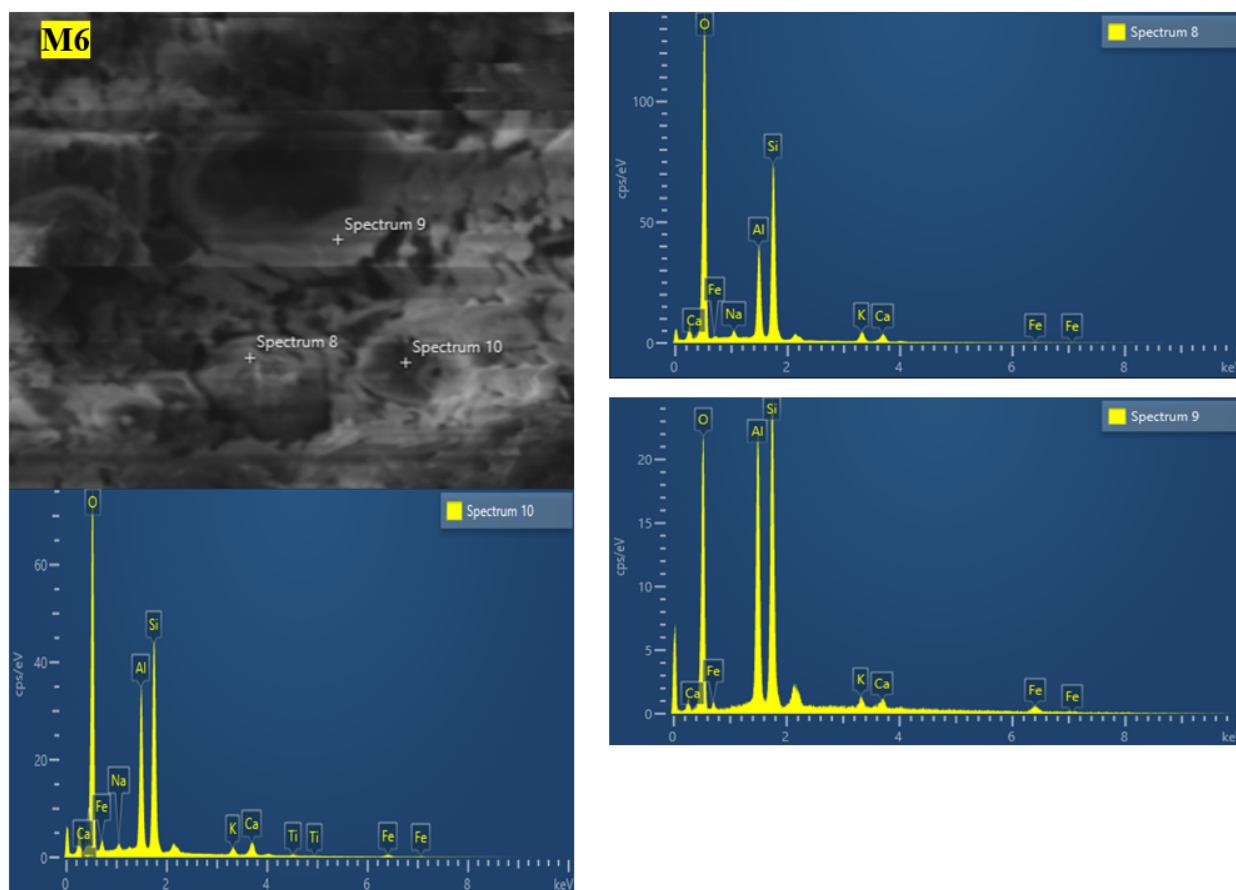 M6
Spectrum 9
Spectrum 8
Spectrum 10
Spectrum 8
cps/eV
100
50
0
O
Si
Al
Fe
Ca
Na
K
Ca
Fe
Fe
0
2
4
6
8
keV
Spectrum 10
cps/eV
60
40
20
0
O
Si
Al
Na
Fe
Ca
K
Ca
Ti
Ti
Fe
Fe
0
2
4
6
8
keV
Spectrum 9
cps/eV
20
15
10
5
0
Si
O
Al
Fe
Ca
K
Ca
Fe
Fe
0
2
4
6
8
keV